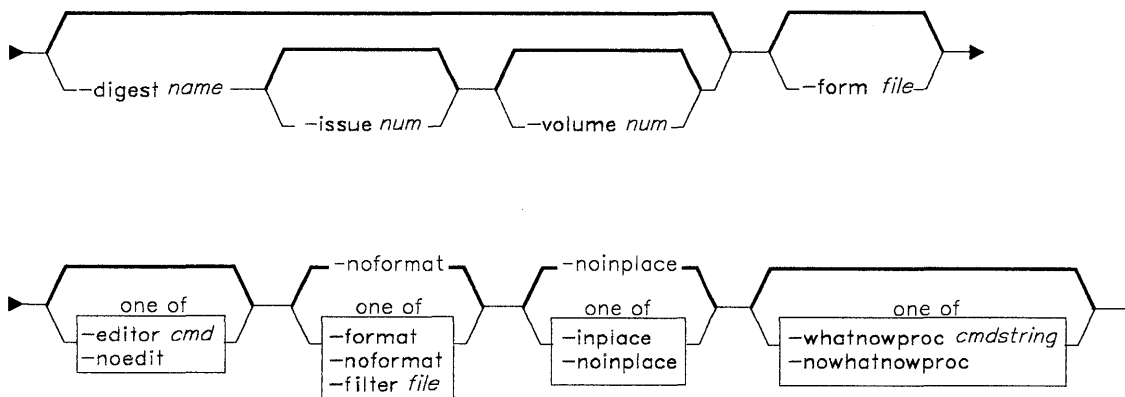 -digest name
-form file
-issue num
-volume num
-noformat
-noinplace
one of
-editor cmd
-noedit
one of
-format
-noformat
-filter file
one of
-inplace
-noinplace
one of
-whatnowproc cmdstring
-nowhatnowproc